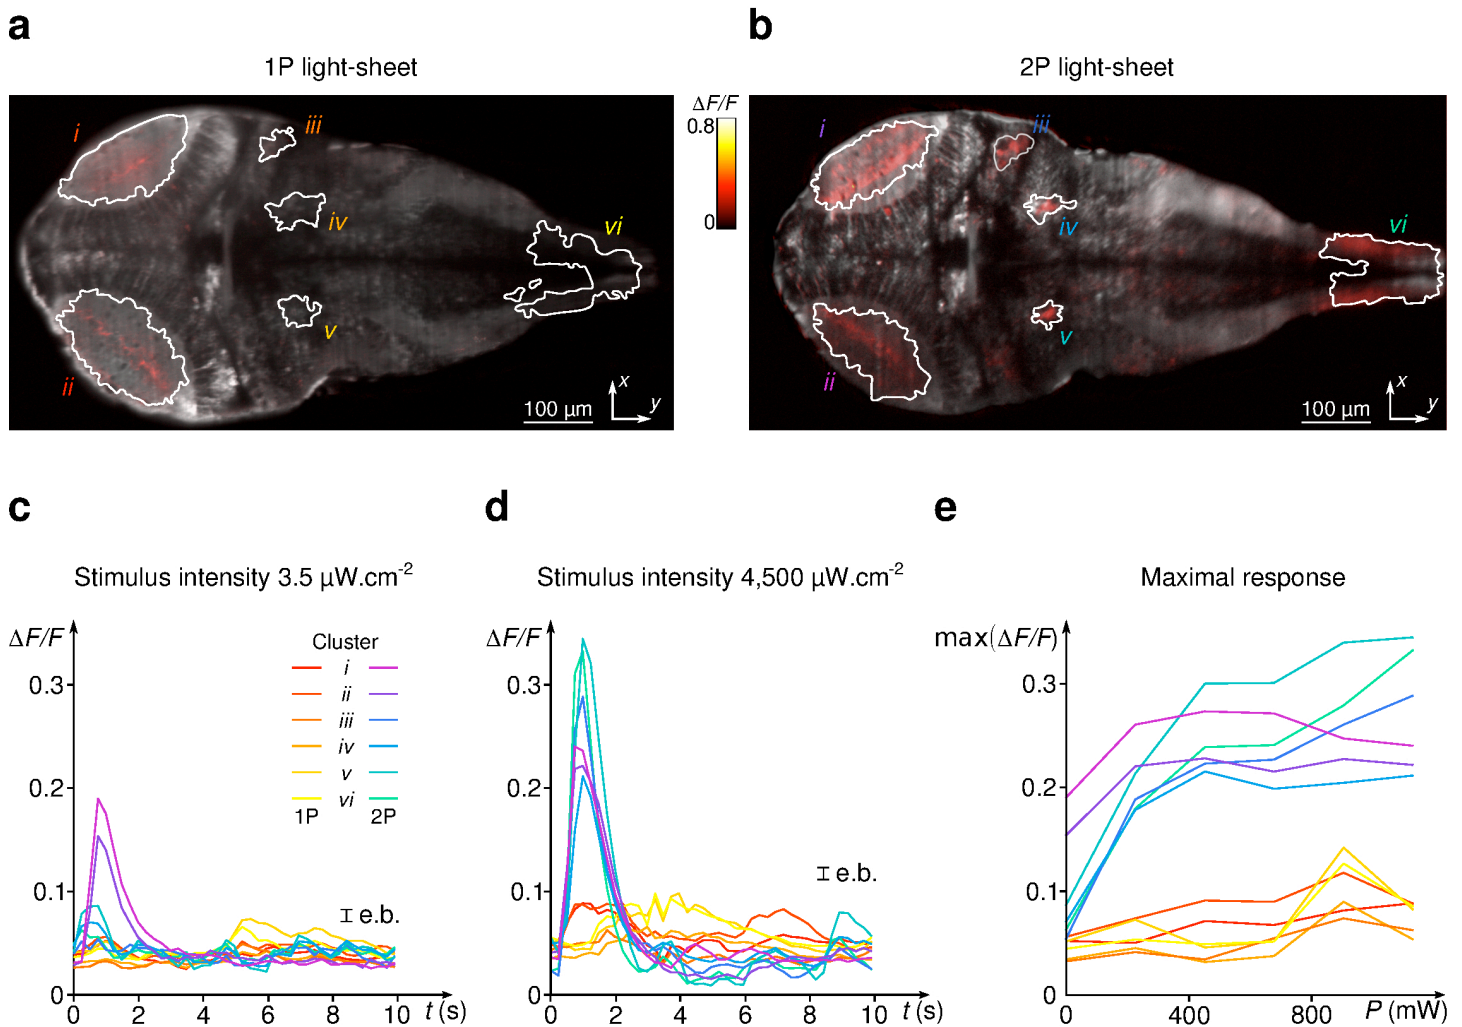 a
b
1P light-sheet
2P light-sheet
ΔF/F
0.8
0
i
iii
iv
vi
v
ii
x
y
100 µm
i
iii
iv
vi
v
ii
x
y
100 µm
c
d
e
Stimulus intensity 3.5 µW.cm-2
Stimulus intensity 4,500 µW.cm-2
Maximal response
ΔF/F
0.3
0.2
0.1
0
0 2 4 6 8 10 t (s)
Cluster
i
ii
iii
iv
v
vi
1P 2P
e.b.
ΔF/F
0.3
0.2
0.1
0
0 2 4 6 8 10 t (s)
e.b.
max(ΔF/F)
0.3
0.2
0.1
0
0 400 800 P (mW)